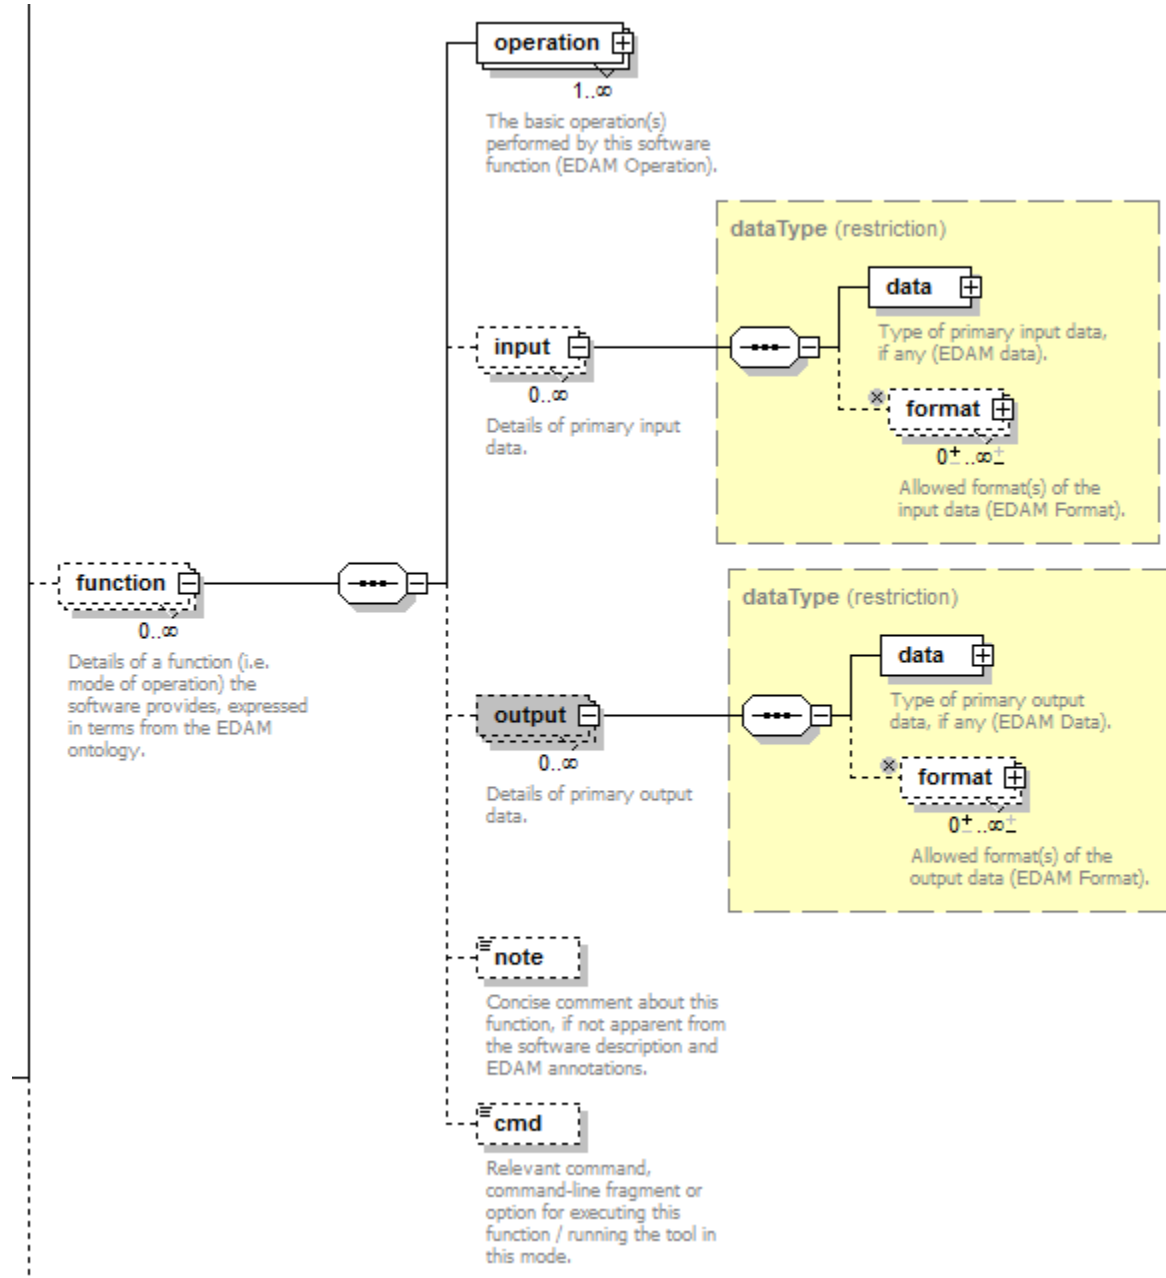 operation
1..∞
The basic operation(s)
performed by this software
function (EDAM Operation).
dataType (restriction)
data
Type of primary input data,
if any (EDAM data).
input
0..∞
Details of primary input
data.
format
0±..∞±
Allowed format(s) of the
input data (EDAM Format).
function
0..∞
Details of a function (i.e.
mode of operation) the
software provides, expressed
in terms from the EDAM
ontology.
dataType (restriction)
data
Type of primary output
data, if any (EDAM Data).
output
0..∞
Details of primary output
data.
format
0±..∞±
Allowed format(s) of the
output data (EDAM Format).
note
Concise comment about this
function, if not apparent from
the software description and
EDAM annotations.
cmd
Relevant command,
command-line fragment or
option for executing this
function / running the tool in
this mode.